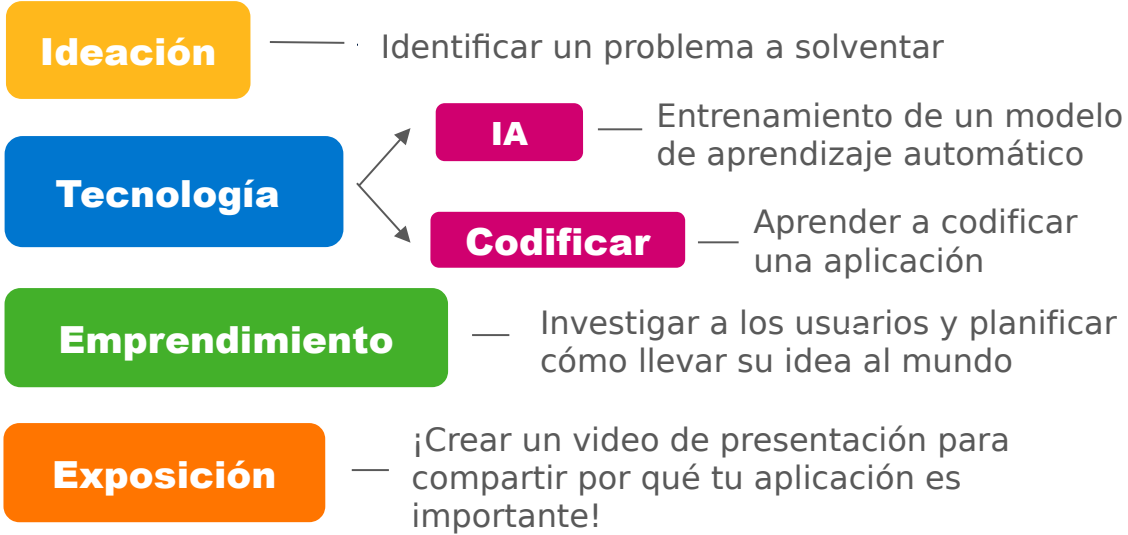 Ideación
Identificar un problema a solventar
Tecnología
IA
Entrenamiento de un modelo
de aprendizaje automático
Codificar
Aprender a codificar
una aplicación
Emprendimiento
Investigar a los usuarios y planificar
cómo llevar su idea al mundo
Exposición
¡Crear un video de presentación para
compartir por qué tu aplicación es
importante!